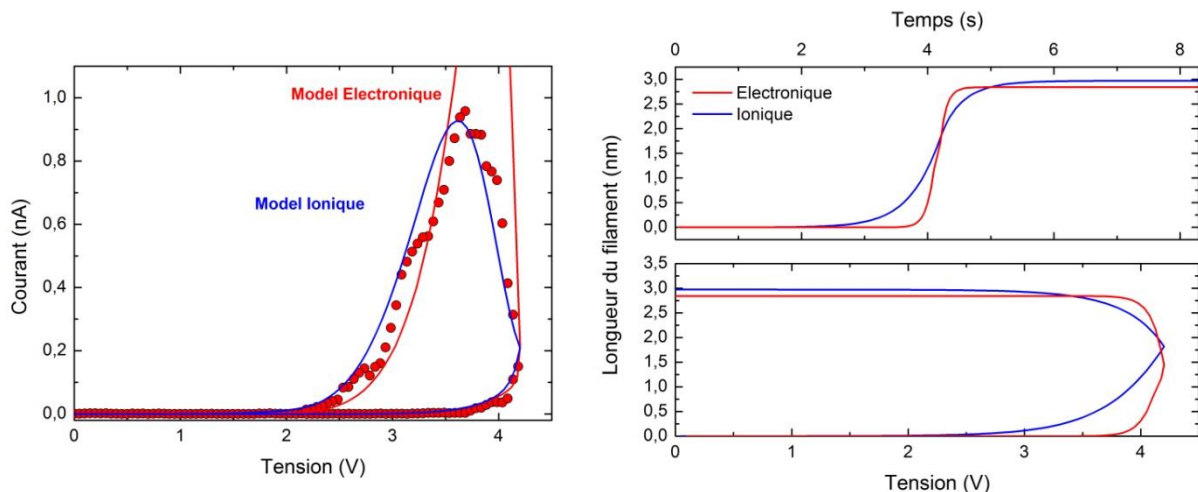 Model Electronique
Model Ionique
Courant (nA)
1,0
0,8
0,6
0,4
0,2
0,0
0 1 2 3 4
Tension (V)
Temps (s)
0 2 4 6 8
Longueur du filament (nm)
3,0
2,5
2,0
1,5
1,0
0,5
0,0
Electronique
Ionique
3,5
3,0
2,5
2,0
1,5
1,0
0,5
0,0
0 1 2 3 4
Tension (V)